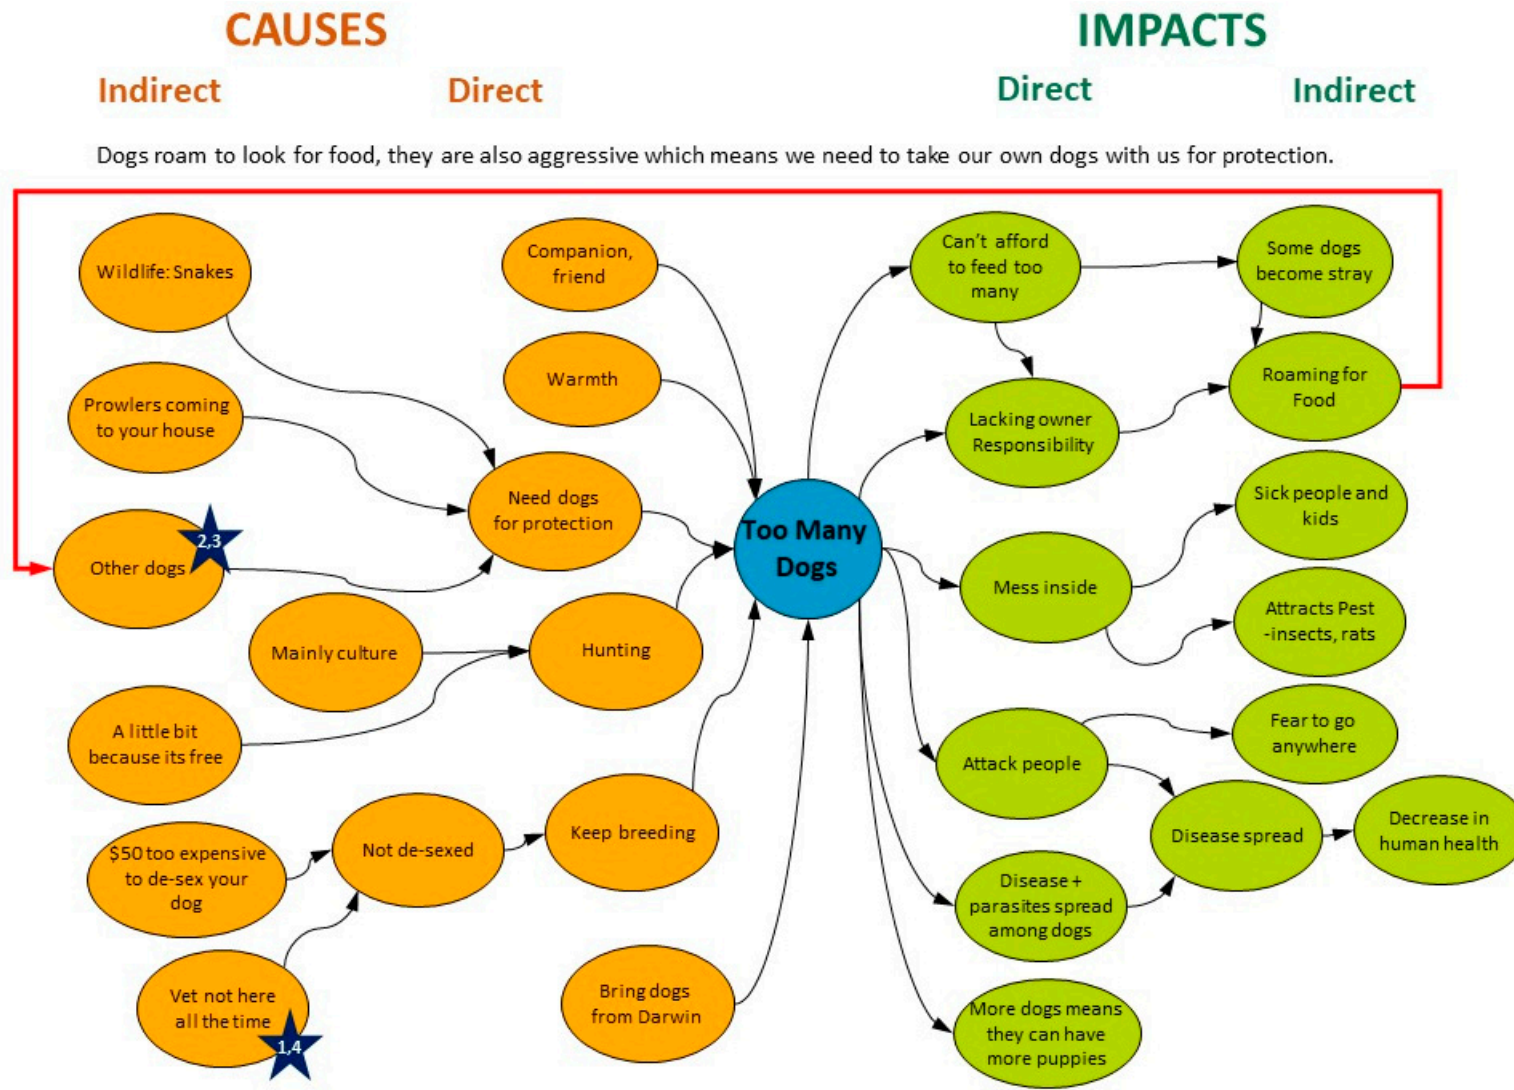 CAUSES
IMPACTS
Indirect
Direct
Direct
Indirect
Dogs roam to look for food, they are also aggressive which means we need to take our own dogs with us for protection.
Wildlife: Snakes
Prowlers coming
to your house
Other dogs
2,3
Mainly culture
A little bit
because its free
$50 too expensive
to de-sex your
dog
Vet not here
all the time
1,4
Not de-sexed
Companion,
friend
Warmth
Need dogs
for protection
Hunting
Keep breeding
Bring dogs
from Darwin
Too Many
Dogs
Can't afford
to feed too
many
Lacking owner
Responsibility
Mess inside
Attack people
Disease +
parasites spread
among dogs
More dogs means
they can have
more puppies
Some dogs
become stray
Roaming for
Food
Sick people and
kids
Attracts Pest
-insects, rats
Fear to go
anywhere
Disease spread
Decrease in
human health